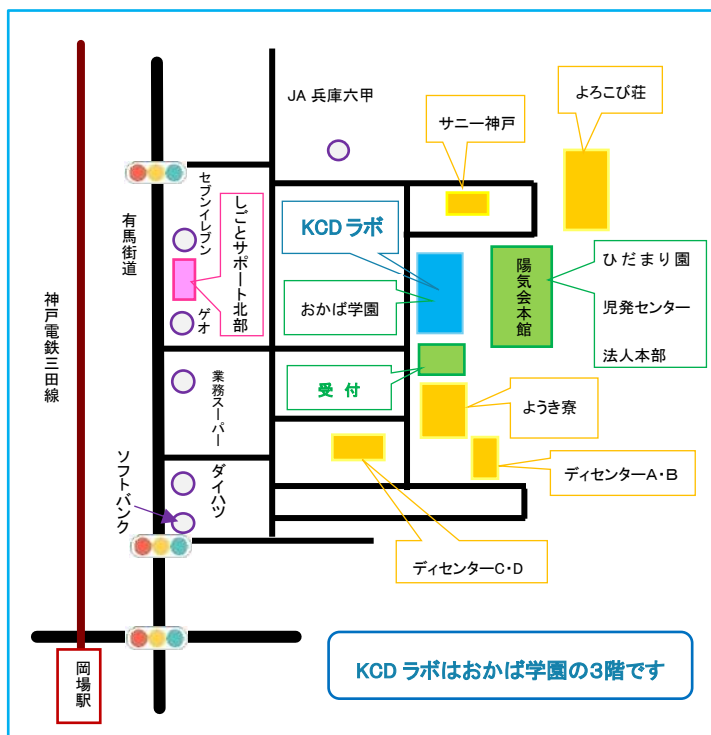 JA 兵庫六甲
よろこび荘
サニー神戸
セブンイレブン
しごとサポート北部
有馬街道
KCD ラボ
陽気会本館
ひだまり園
児発センター
法人本部
おかば学園
神戸電鉄三田線
ゲオ
業務スーパー
受 付
ようき寮
ソフトバンク
ダイハツ
ディセンターA・B
ディセンターC・D
岡場駅
KCD ラボはおかば学園の3階です